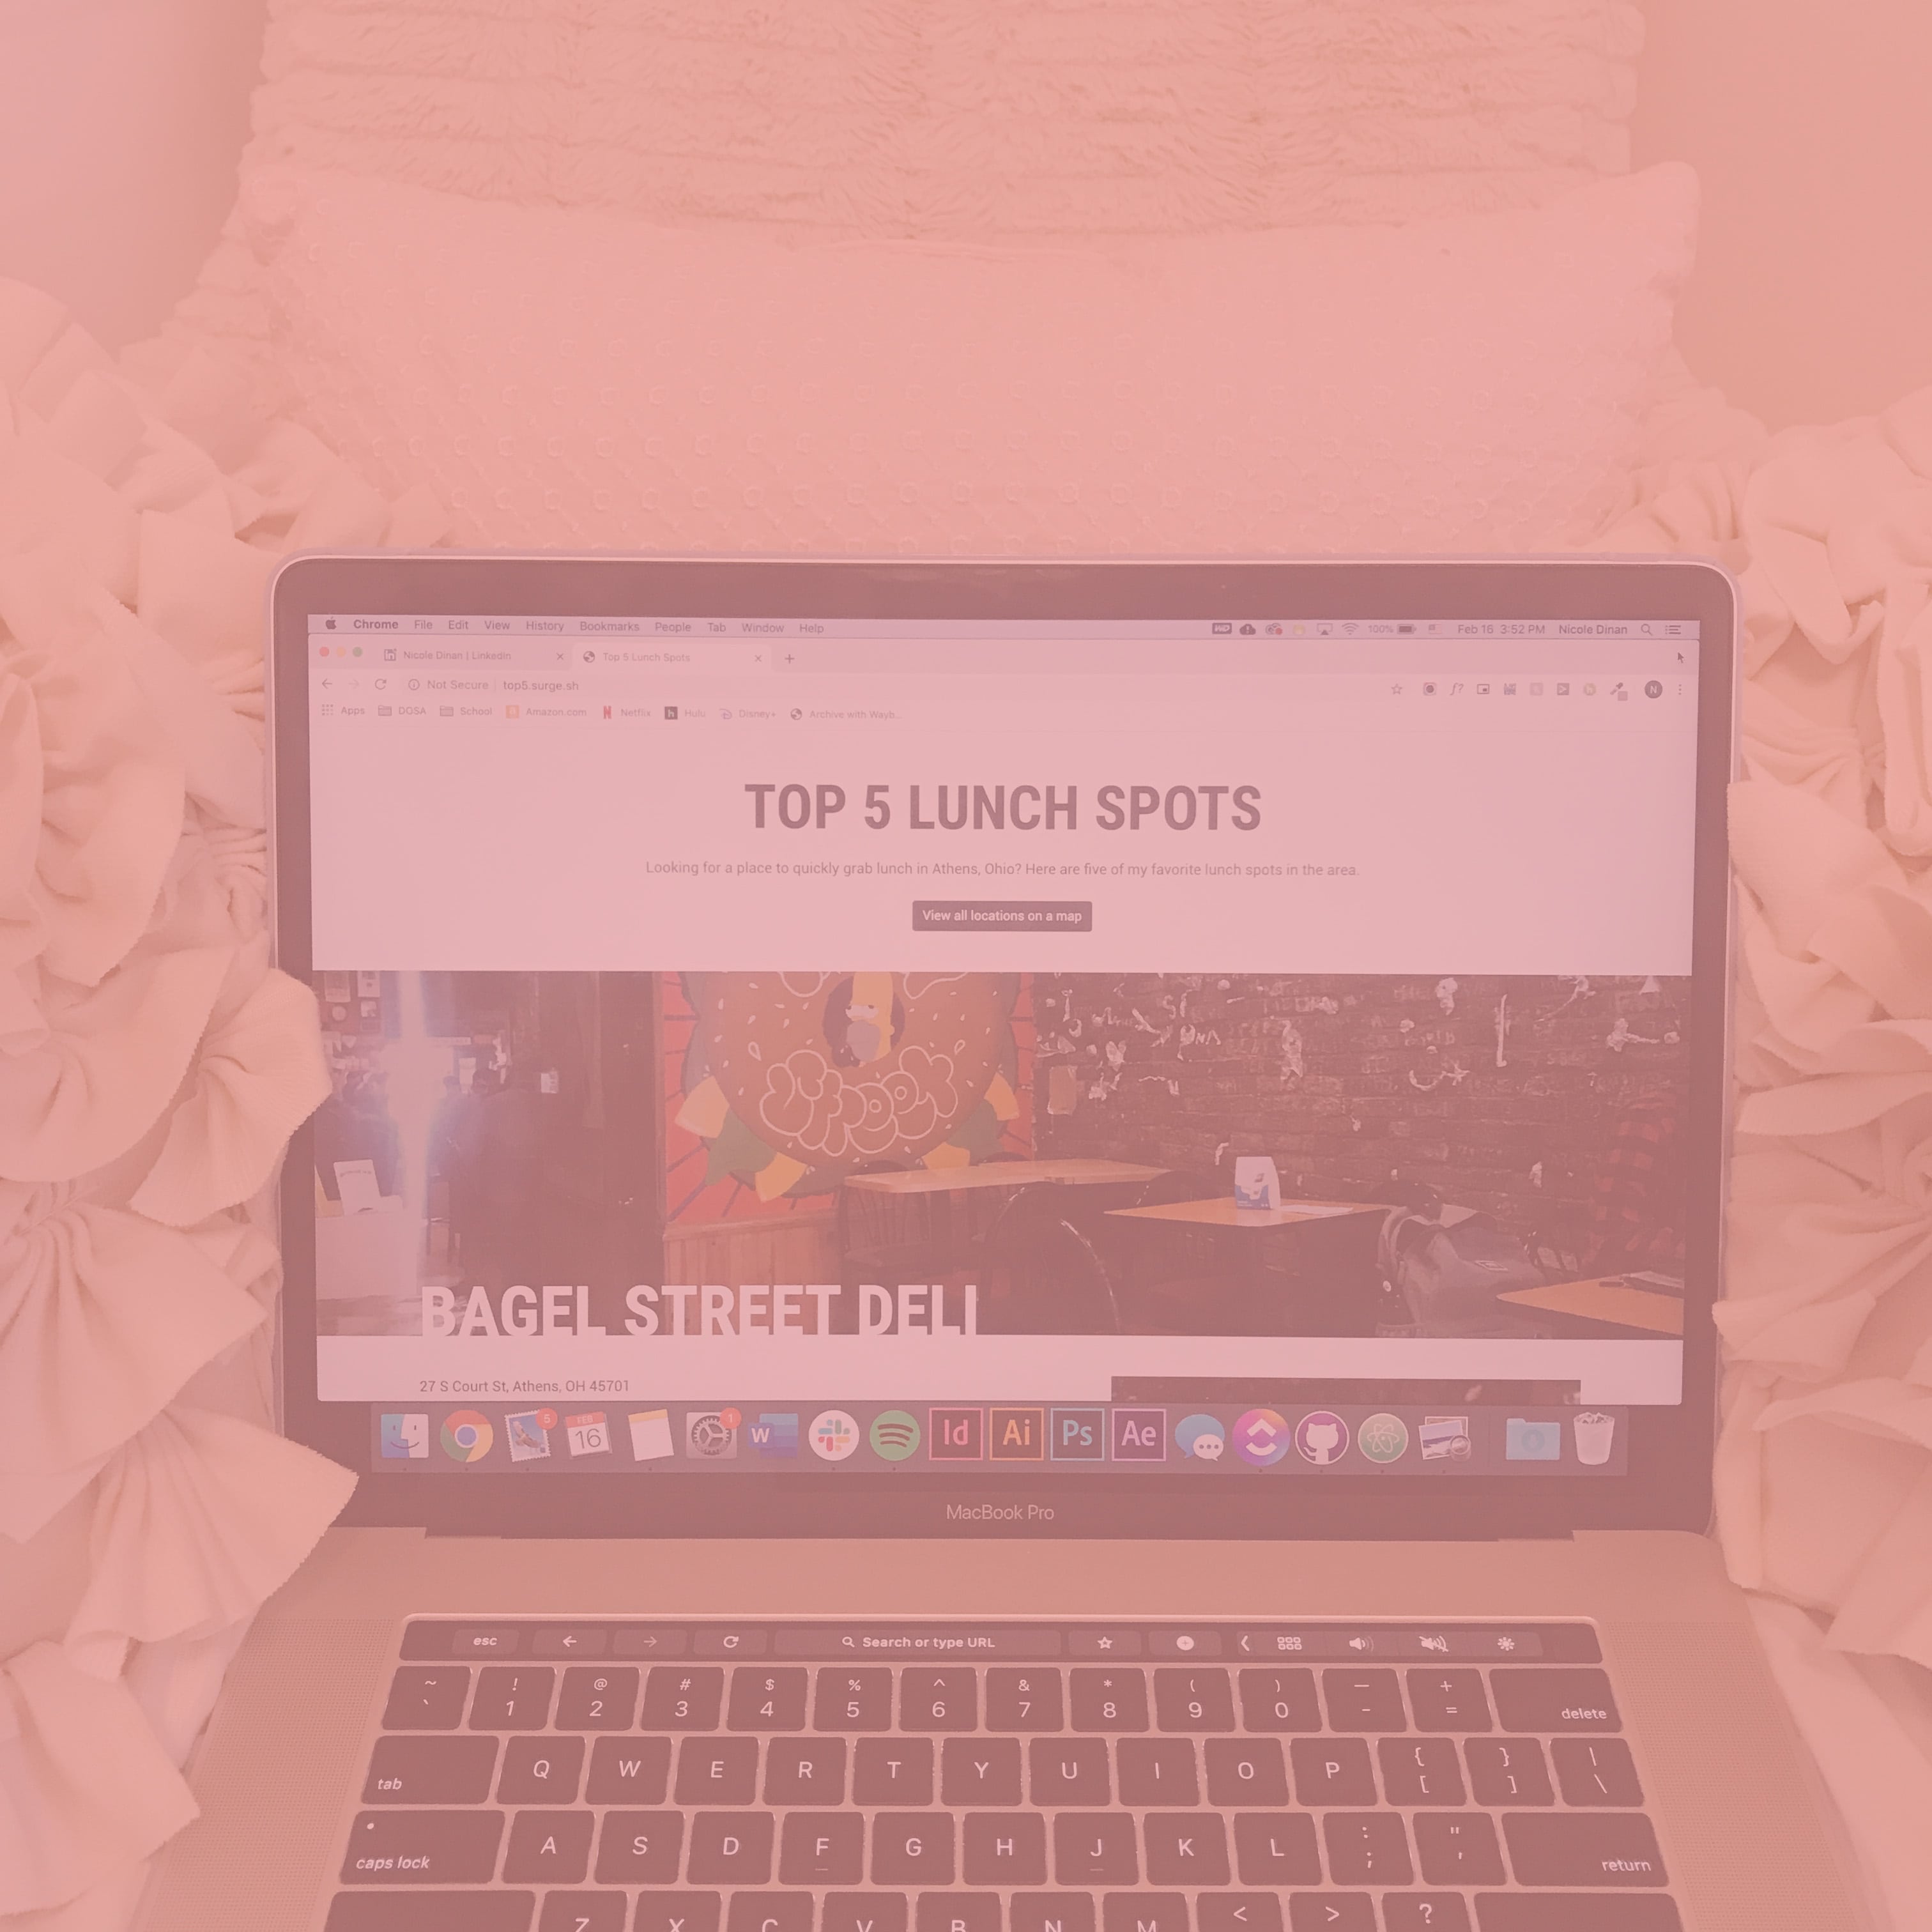 Chrome File Edit View History Bookmarks People Tab Window Help 100% Feb 16 3:52 PM Nicole Dinan
Nicole Dinan | LinkedIn Top 5 Lunch Spots
Not Secure | top5.surge.sh f?
Apps DGSA School Amazon.com Netflix Hulu Disney+ Archive with Wayb...
TOP 5 LUNCH SPOTS
Looking for a place to quickly grab lunch in Athens, Ohio? Here are five of my favorite lunch spots in the area.
View all locations on a map
BAGEL STREET DELI
27 S Court St, Athens, OH 45701
5 FEB 16 1 W Id Ai Ps Ae
MacBook Pro
esc Search or type URL
~ ` ! 1 @ 2 # 3 $ 4 % 5 ^ 6 & 7 * 8 ( 9 ) 0 — - + = delete
tab Q W E R T Y U I O P { [ } ] | \
caps lock A S D F G H J K L : ; " ' return
Z X C V B N M < > ?